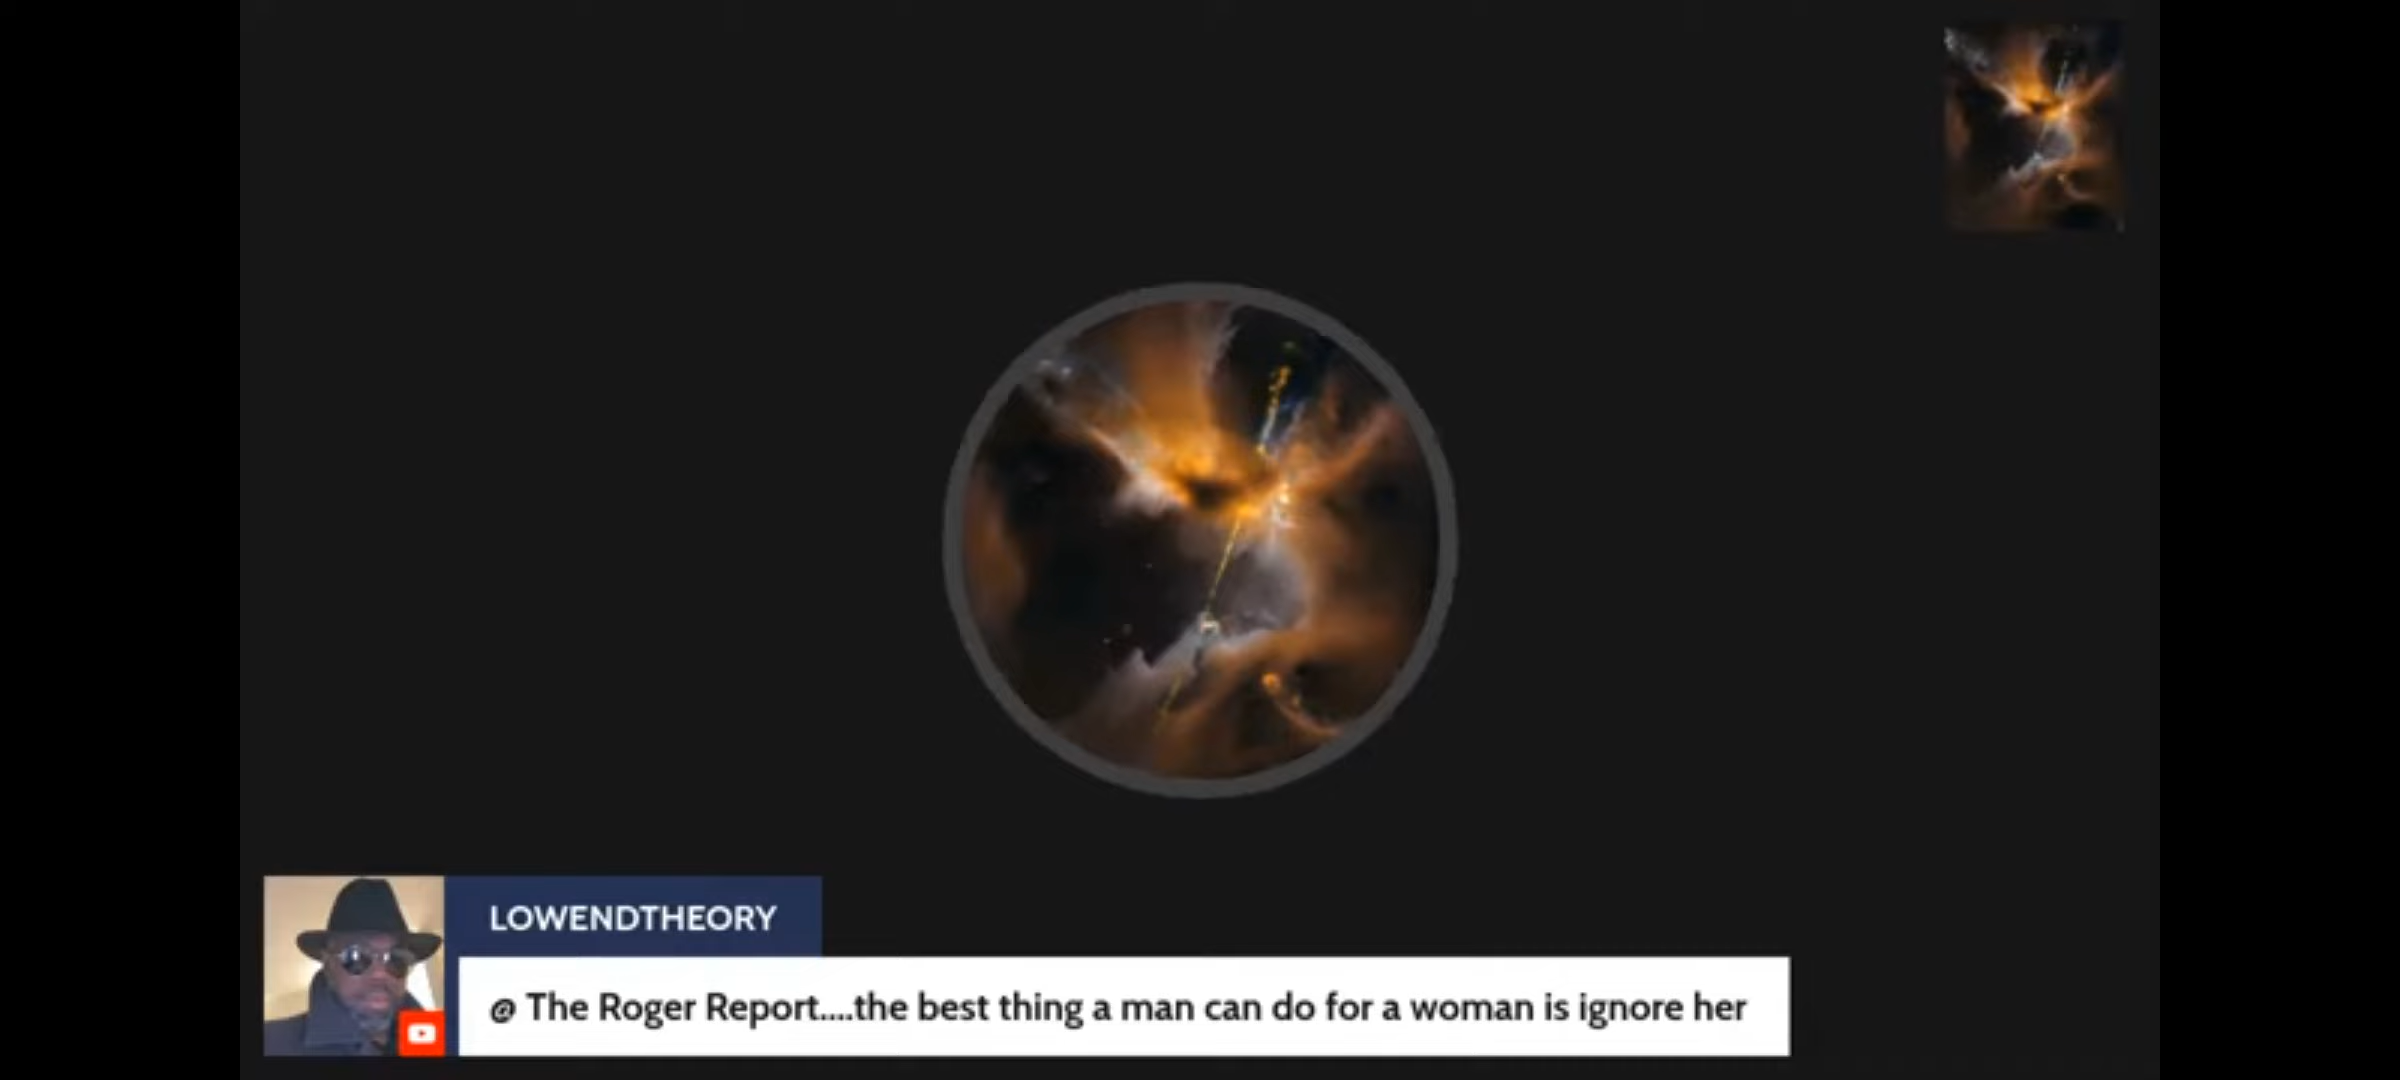 LOWENDTHEORY
@ The Roger Report....the best thing a man can do for a woman is ignore her